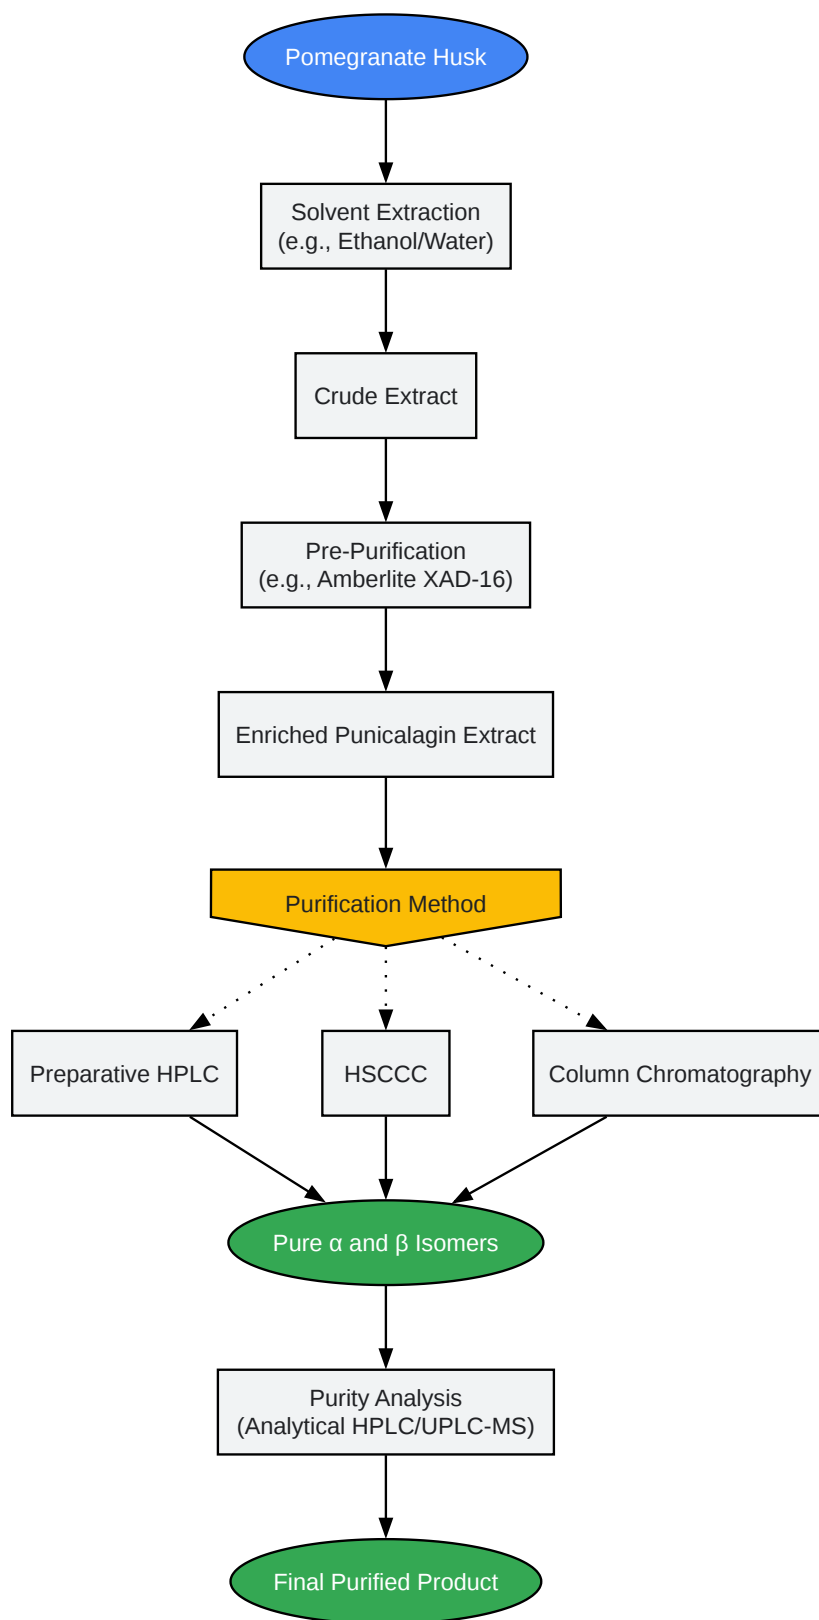 Pomegranate Husk
Solvent Extraction
(e.g., Ethanol/Water)
Crude Extract
Pre-Purification
(e.g., Amberlite XAD-16)
Enriched Punicalagin Extract
Purification Method
Preparative HPLC
HSCCC
Column Chromatography
Pure α and β Isomers
Purity Analysis
(Analytical HPLC/UPLC-MS)
Final Purified Product